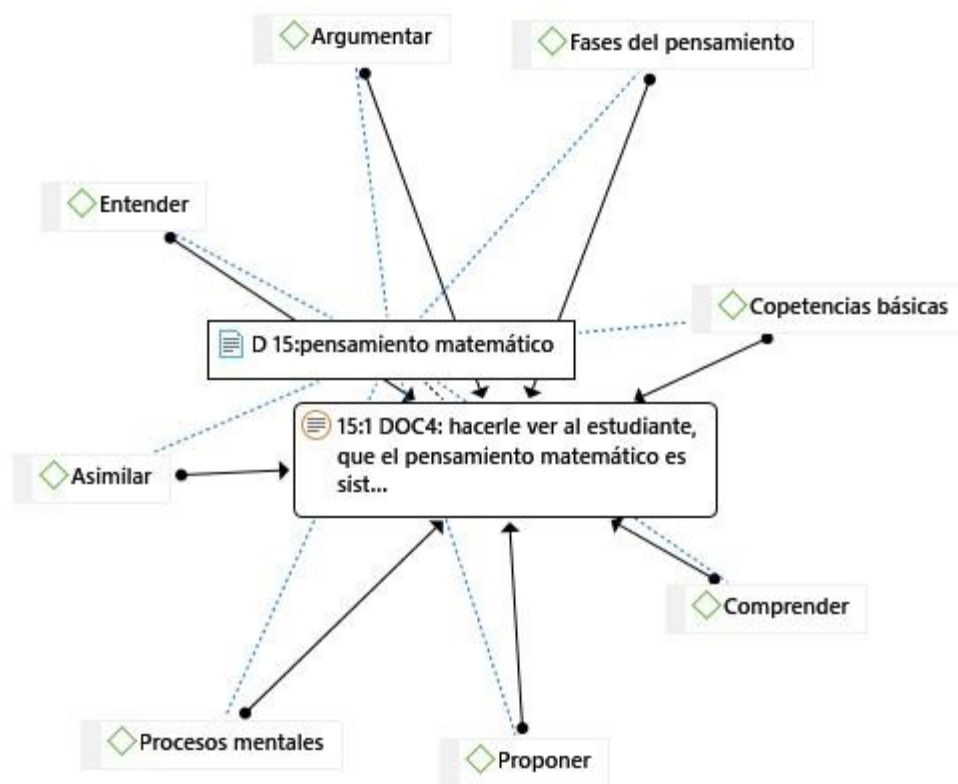 Argumentar
Fases del pensamiento
Entender
Copetencias básicas
D 15:pensamiento matemático
15:1 DOC4: hacerle ver al estudiante,
que el pensamiento matemático es
sist...
Asimilar
Comprender
Procesos mentales
Proponer